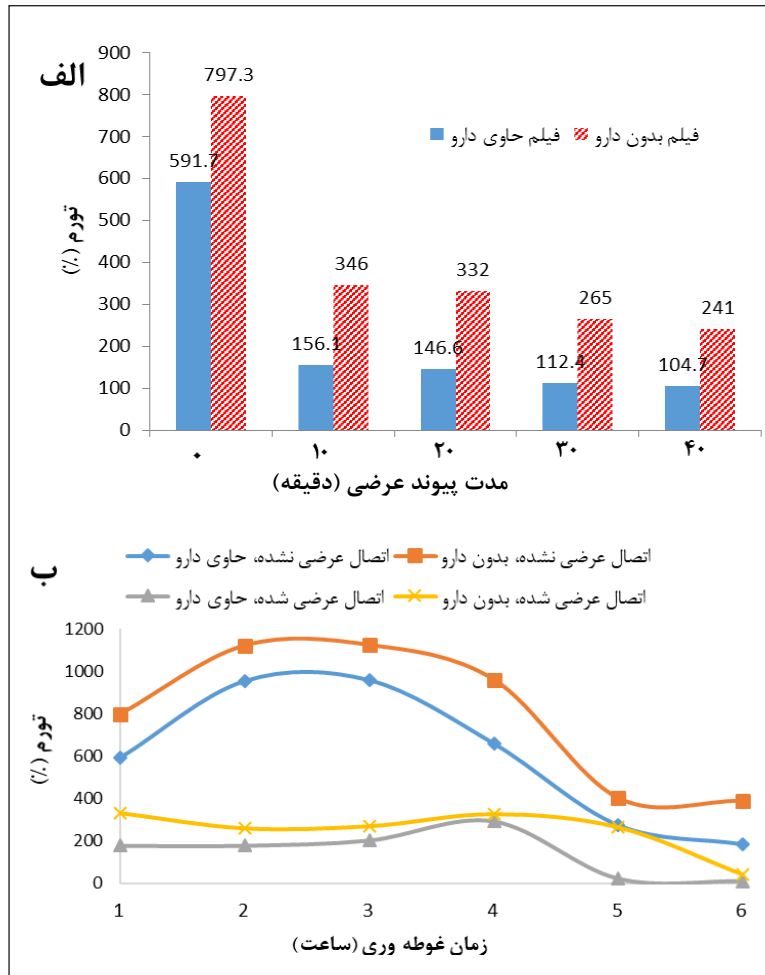 الف
900
800
700
600
500
400
300
200
100
0
تورم (%)
فیلم حاوی دارو
فیلم بدون دارو
591.7
797.3
156.1
346
146.6
332
112.4
265
104.7
241
۰ ۱۰ ۲۰ ۳۰ ۴۰
مدت پیوند عرضی (دقیقه)
ب
اتصال عرضی نشده، حاوی دارو
اتصال عرضی نشده، بدون دارو
اتصال عرضی شده، حاوی دارو
اتصال عرضی شده، بدون دارو
1200
1000
800
600
400
200
0
تورم (%)
1 2 3 4 5 6
زمان غوطه وری (ساعت)